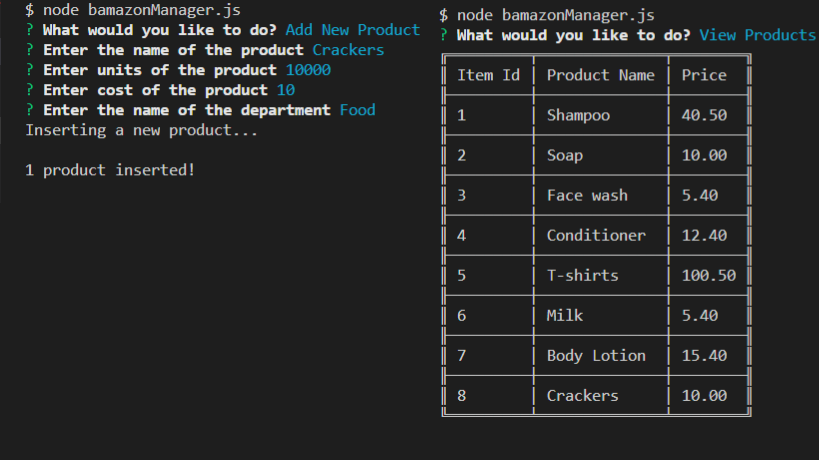 $ node bamazonManager.js
? What would you like to do? Add New Product
? Enter the name of the product Crackers
? Enter units of the product 10000
? Enter cost of the product 10
? Enter the name of the department Food
Inserting a new product...
1 product inserted!
$ node bamazonManager.js
? What would you like to do? View Products
Item Id Product Name Price
1 Shampoo 40.50
2 Soap 10.00
3 Face wash 5.40
4 Conditioner 12.40
5 T-shirts 100.50
6 Milk 5.40
7 Body Lotion 15.40
8 Crackers 10.00